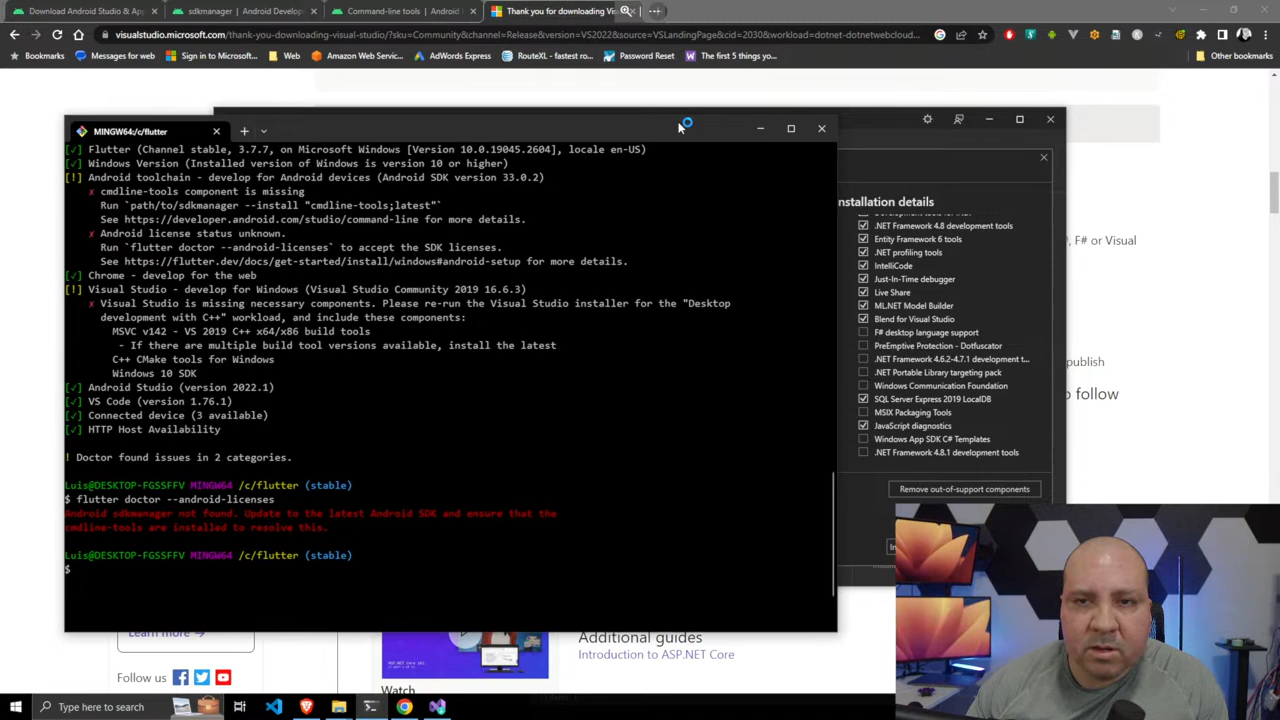 Download Android Studio & Ap
sdkmanager | Android Develop
Command-line tools | Android
Thank you for downloading Vis
visualstudio.microsoft.com/thank-you-downloading-visual-studio/?sku=Community&channel=Release&version=VS2022&source=VSLandingPage&cid=2030&workload=dotnet-dotnetwebcloud...
Bookmarks
Messages for web
Sign in to Microsoft...
Web
Amazon Web Servic...
AdWords Express
RouteXL - fastest ro...
Password Reset
The first 5 things yo...
Other bookmarks
MINGW64:/c/flutter
[✓] Flutter (Channel stable, 3.7.7, on Microsoft Windows [Version 10.0.19045.2604], locale en-US)
[✓] Windows Version (Installed version of Windows is version 10 or higher)
[!] Android toolchain - develop for Android devices (Android SDK version 33.0.2)
✗ cmdline-tools component is missing
Run `path/to/sdkmanager --install "cmdline-tools;latest"`
See https://developer.android.com/studio/command-line for more details.
✗ Android license status unknown.
Run `flutter doctor --android-licenses` to accept the SDK licenses.
See https://flutter.dev/docs/get-started/install/windows#android-setup for more details.
[✓] Chrome - develop for the web
[!] Visual Studio - develop for Windows (Visual Studio Community 2019 16.6.3)
✗ Visual Studio is missing necessary components. Please re-run the Visual Studio installer for the "Desktop
development with C++" workload, and include these components:
MSVC v142 - VS 2019 C++ x64/x86 build tools
- If there are multiple build tool versions available, install the latest
C++ CMake tools for Windows
Windows 10 SDK
[✓] Android Studio (version 2022.1)
[✓] VS Code (version 1.76.1)
[✓] Connected device (3 available)
[✓] HTTP Host Availability
! Doctor found issues in 2 categories.
Luis@DESKTOP-FGSSFFV MINGW64 /c/flutter (stable)
$ flutter doctor --android-licenses
Android sdkmanager not found. Update to the latest Android SDK and ensure that the
cmdline-tools are installed to resolve this.
Luis@DESKTOP-FGSSFFV MINGW64 /c/flutter (stable)
$
nstallation details
.NET Framework 4.8 development tools
Entity Framework 6 tools
.NET profiling tools
IntelliCode
Just-In-Time debugger
Live Share
ML.NET Model Builder
Blend for Visual Studio
F# desktop language support
PreEmptive Protection - Dotfuscator
.NET Framework 4.6.2-4.7.1 development t...
.NET Portable Library targeting pack
Windows Communication Foundation
SQL Server Express 2019 LocalDB
MSIX Packaging Tools
JavaScript diagnostics
Windows App SDK C# Templates
.NET Framework 4.8.1 development tools
Remove out-of-support components
In
, F# or Visual
publish
o follow
Learn more
Follow us
Watch
Additional guides
Introduction to ASP.NET Core
Type here to search